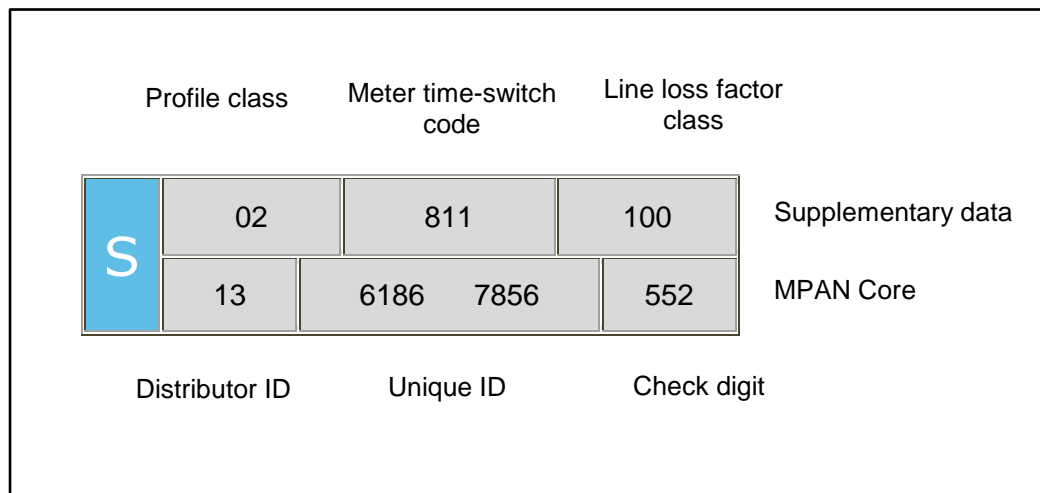 Profile class
Meter time-switch
code
Line loss factor
class
S
02
811
100
Supplementary data
13
6186 7856
552
MPAN Core
Distributor ID
Unique ID
Check digit